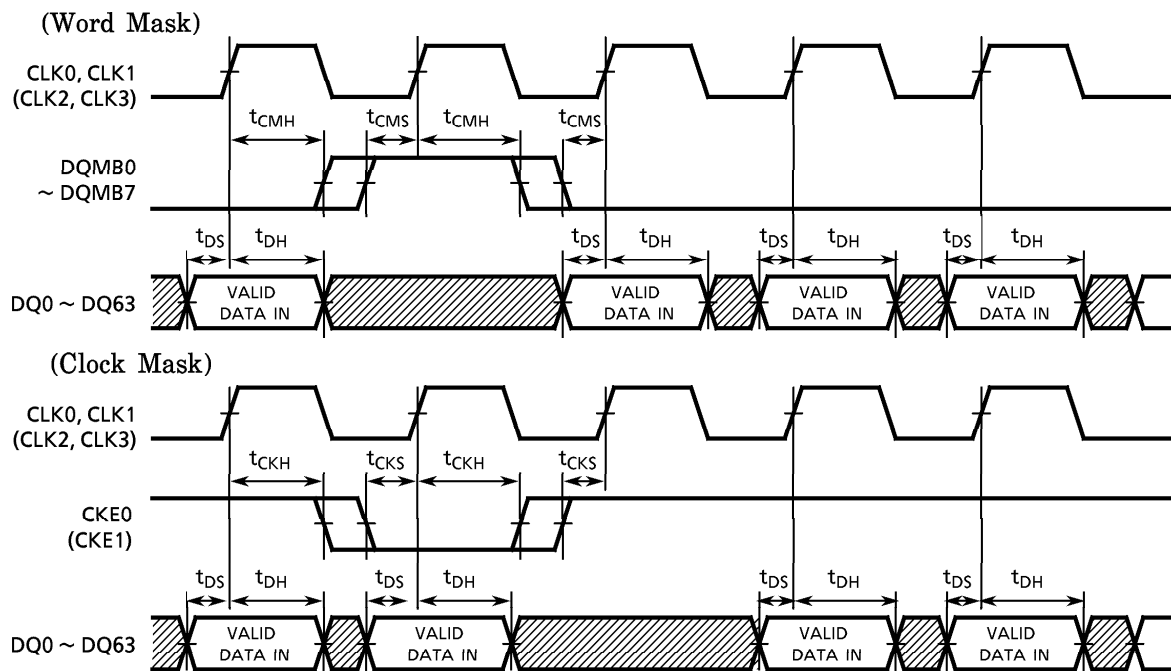 (Word Mask)
CLK0, CLK1
(CLK2, CLK3)
tCMH tCMS tCMH tCMS
DQMB0
~ DQMB7
tDS tDH tDS tDH tDS tDH tDS tDH
DQ0 ~ DQ63
VALID VALID VALID VALID
DATA IN DATA IN DATA IN DATA IN
(Clock Mask)
CLK0, CLK1
(CLK2, CLK3)
tCKH tCKS tCKH tCKS
CKE0
(CKE1)
tDS tDH tDS tDH tDS tDH tDS tDH
DQ0 ~ DQ63
VALID VALID VALID VALID
DATA IN DATA IN DATA IN DATA IN